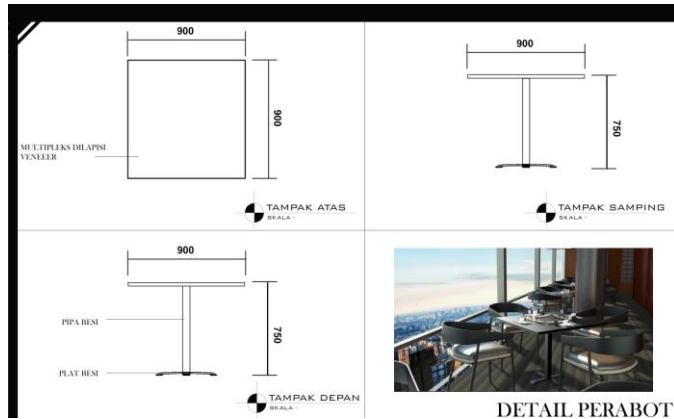 900
900
MULTIPLEKS DILAPISI
VENEEER
TAMPAK ATAS
SKALA -
900
750
TAMPAK SAMPING
SKALA -
900
750
PIPA BESI
PLAT BESI
TAMPAK DEPAN
SKALA -
DETAIL PERABOT